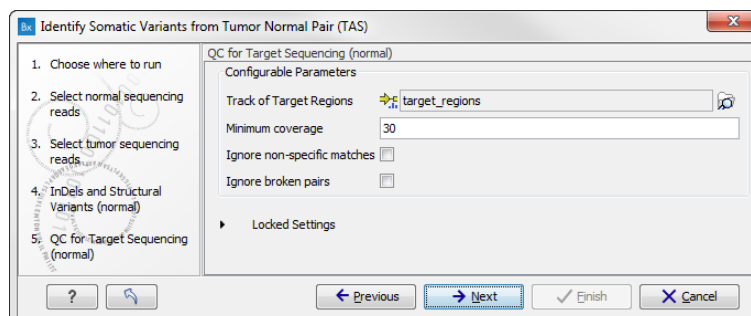 Bx Identify Somatic Variants from Tumor Normal Pair (TAS) x
QC for Target Sequencing (normal)
1. Choose where to run
2. Select normal sequencing
reads
3. Select tumor sequencing
reads
4. InDels and Structural
Variants (normal)
5. QC for Target Sequencing
(normal)
Configurable Parameters
Track of Target Regions target_regions
Minimum coverage 30
Ignore non-specific matches
Ignore broken pairs
Locked Settings
? Previous Next Finish Cancel